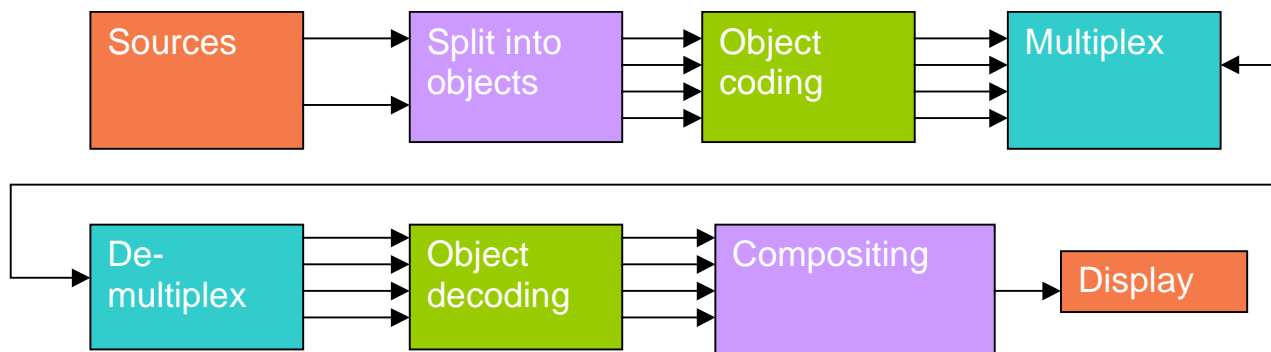 Sources
Split into
objects
Object
coding
Multiplex
De-
multiplex
Object
decoding
Compositing
Display